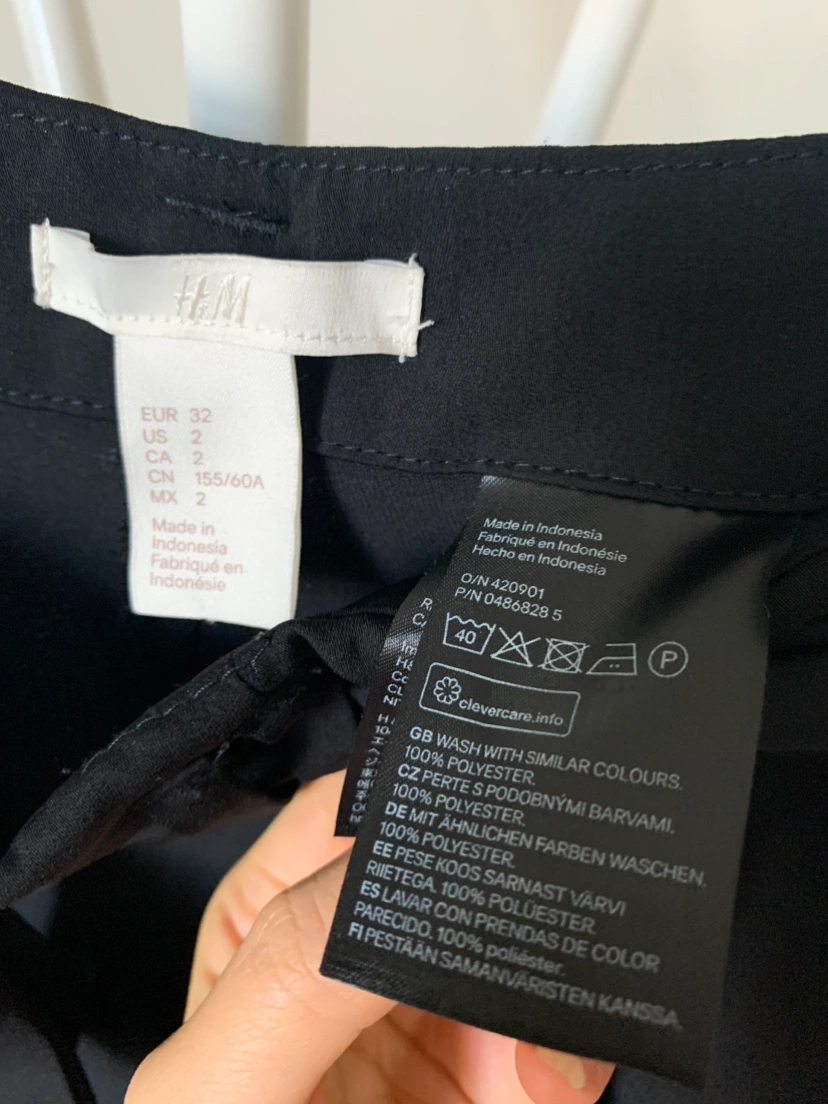 H&M
EUR 32
US 2
CA 2
CN 155/60A
MX 2
Made in
Indonesia
Fabriqué en
Indonésie
Made in Indonesia
Fabriqué en Indonésie
Hecho en Indonesia
O/N 420901
P/N 0486828 5
40
P
clevercare.info
GB WASH WITH SIMILAR COLOURS.
100% POLYESTER.
CZ PERTE S PODOBNÝMI BARVAMI.
100% POLYESTER.
DE MIT ÄHNLICHEN FARBEN WASCHEN.
100% POLYESTER.
EE PESE KOOS SARNAST VÄRVI
RIIETEGA. 100% POLÜESTER.
ES LAVAR CON PRENDAS DE COLOR
PARECIDO. 100% poliéster.
FI PESTÄÄN SAMANVÄRISTEN KANSSA.